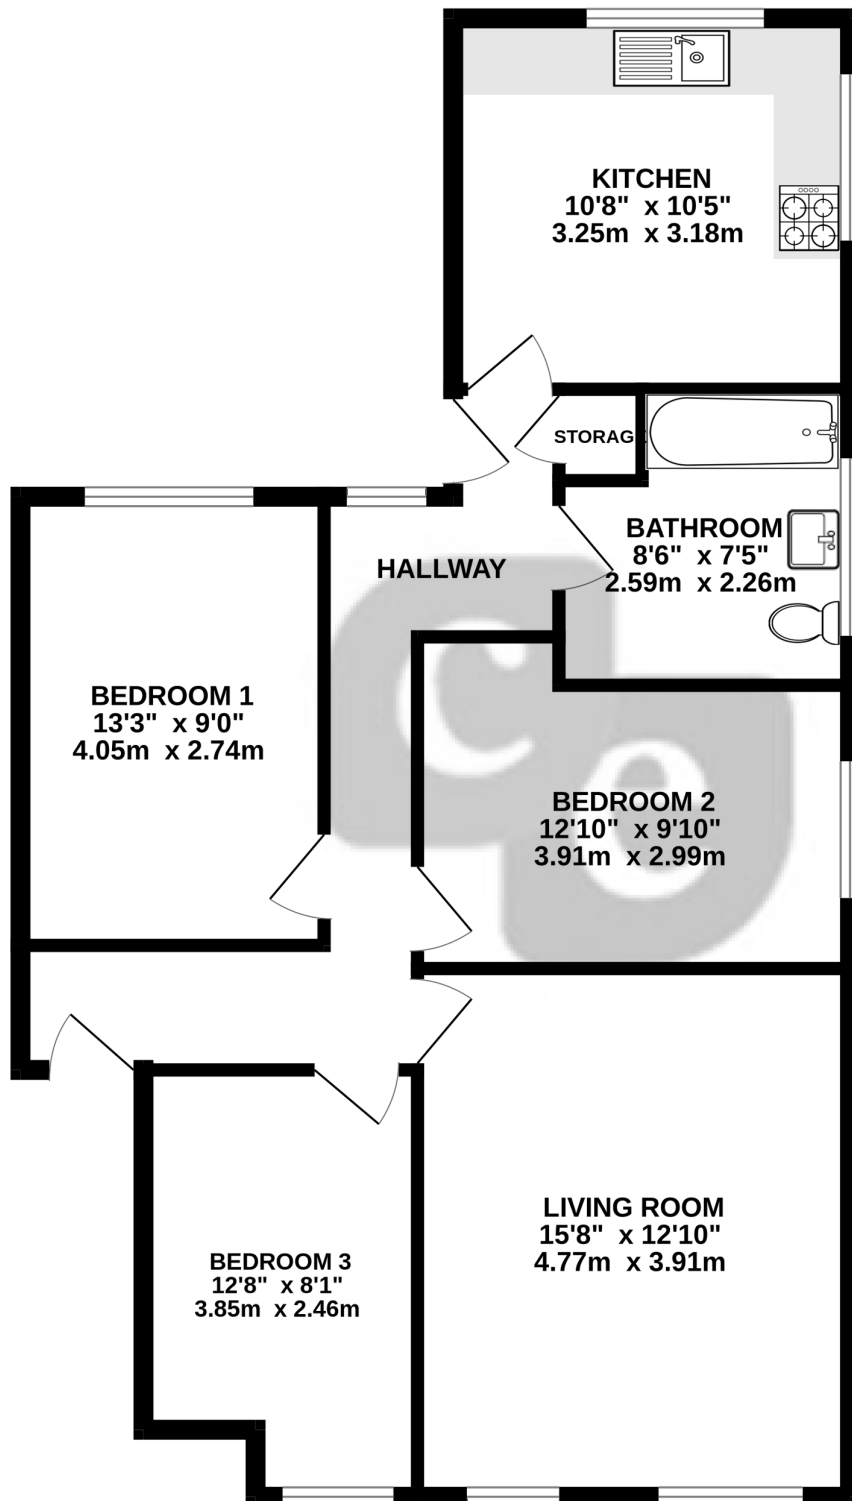 KITCHEN
10'8" x 10'5"
3.25m x 3.18m
STORAG
BATHROOM
8'6" x 7'5"
2.59m x 2.26m
HALLWAY
BEDROOM 1
13'3" x 9'0"
4.05m x 2.74m
BEDROOM 2
12'10" x 9'10"
3.91m x 2.99m
LIVING ROOM
15'8" x 12'10"
4.77m x 3.91m
BEDROOM 3
12'8" x 8'1"
3.85m x 2.46m
c
e